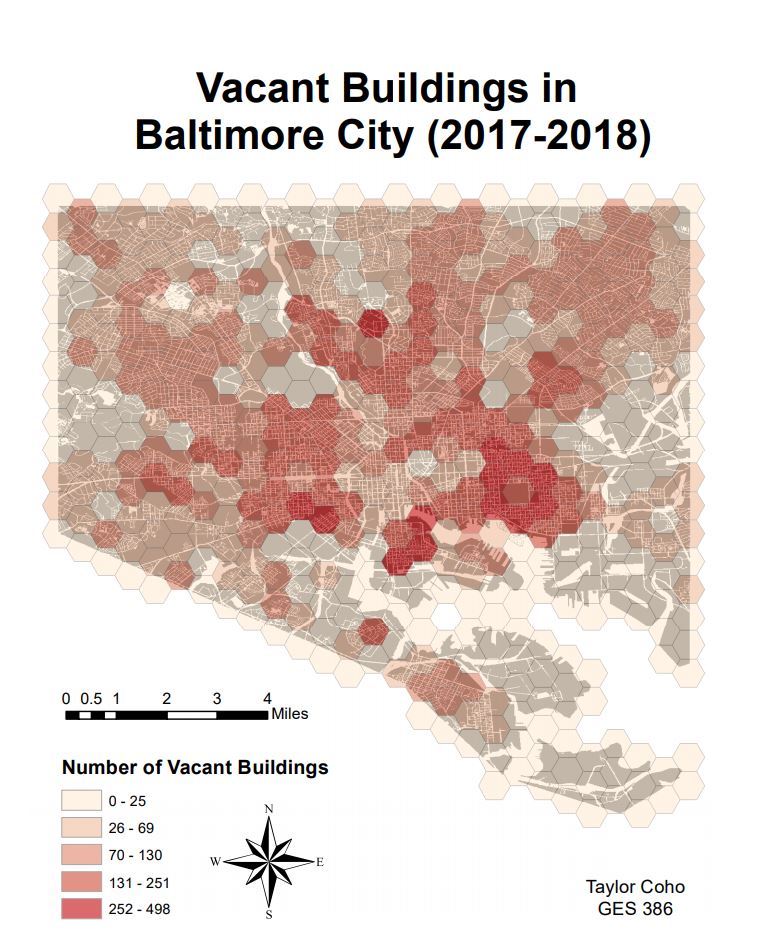 Vacant Buildings in
Baltimore City (2017-2018)
0 0.5 1 2 3 4
Miles
Number of Vacant Buildings
0 - 25
26 - 69
70 - 130
131 - 251
252 - 498
N
W E
S
Taylor Coho
GES 386